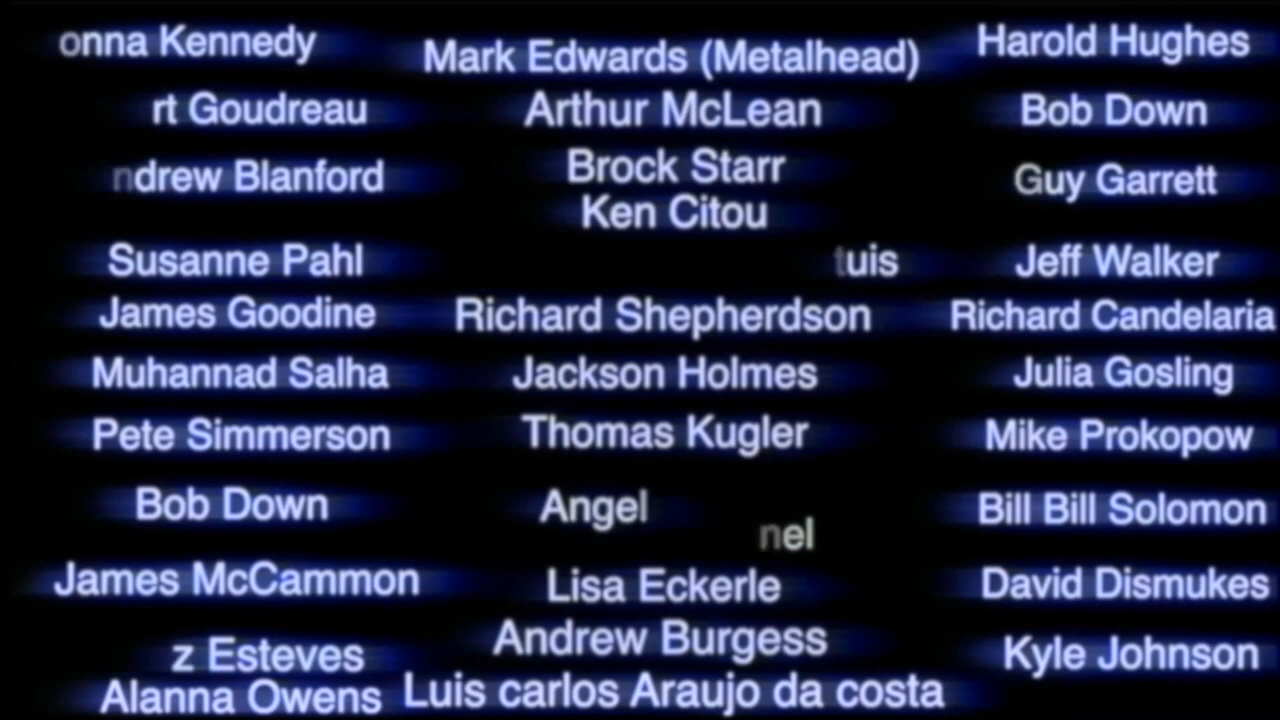 onna Kennedy
rt Goudreau
ndrew Blanford
Susanne Pahl
James Goodine
Muhannad Salha
Pete Simmerson
Bob Down
James McCammon
z Esteves
Alanna Owens
Mark Edwards (Metalhead)
Arthur McLean
Brock Starr
Ken Citou
tuis
Richard Shepherdson
Jackson Holmes
Thomas Kugler
Angel
nel
Lisa Eckerle
Andrew Burgess
Luis carlos Araujo da costa
Harold Hughes
Bob Down
Guy Garrett
Jeff Walker
Richard Candelaria
Julia Gosling
Mike Prokopow
Bill Bill Solomon
David Dismukes
Kyle Johnson